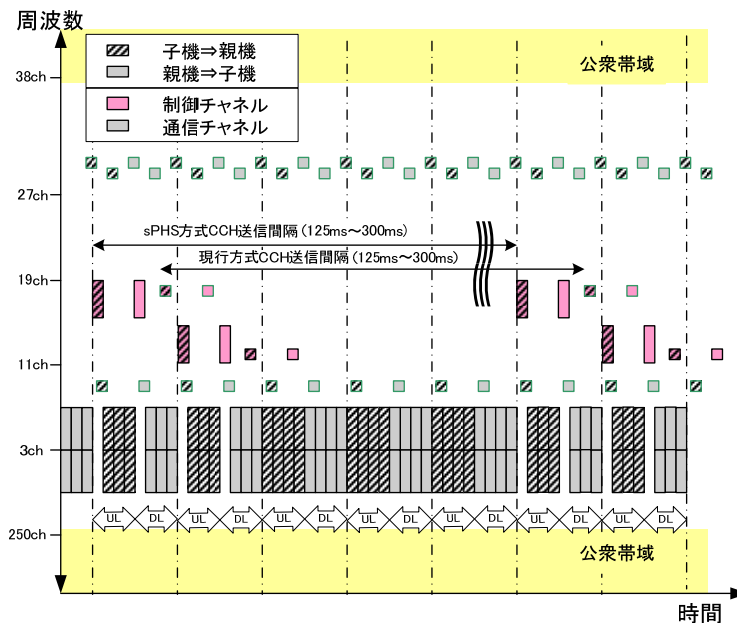 周波数
子機⇒親機
親機⇒子機
制御チャネル
通信チャネル
公衆帯域
38ch
27ch
sPHS方式CCH送信間隔(125ms～300ms)
現行方式CCH送信間隔(125ms～300ms)
19ch
11ch
3ch
UL DL UL DL UL DL UL DL UL DL UL DL UL DL
250ch
公衆帯域
時間